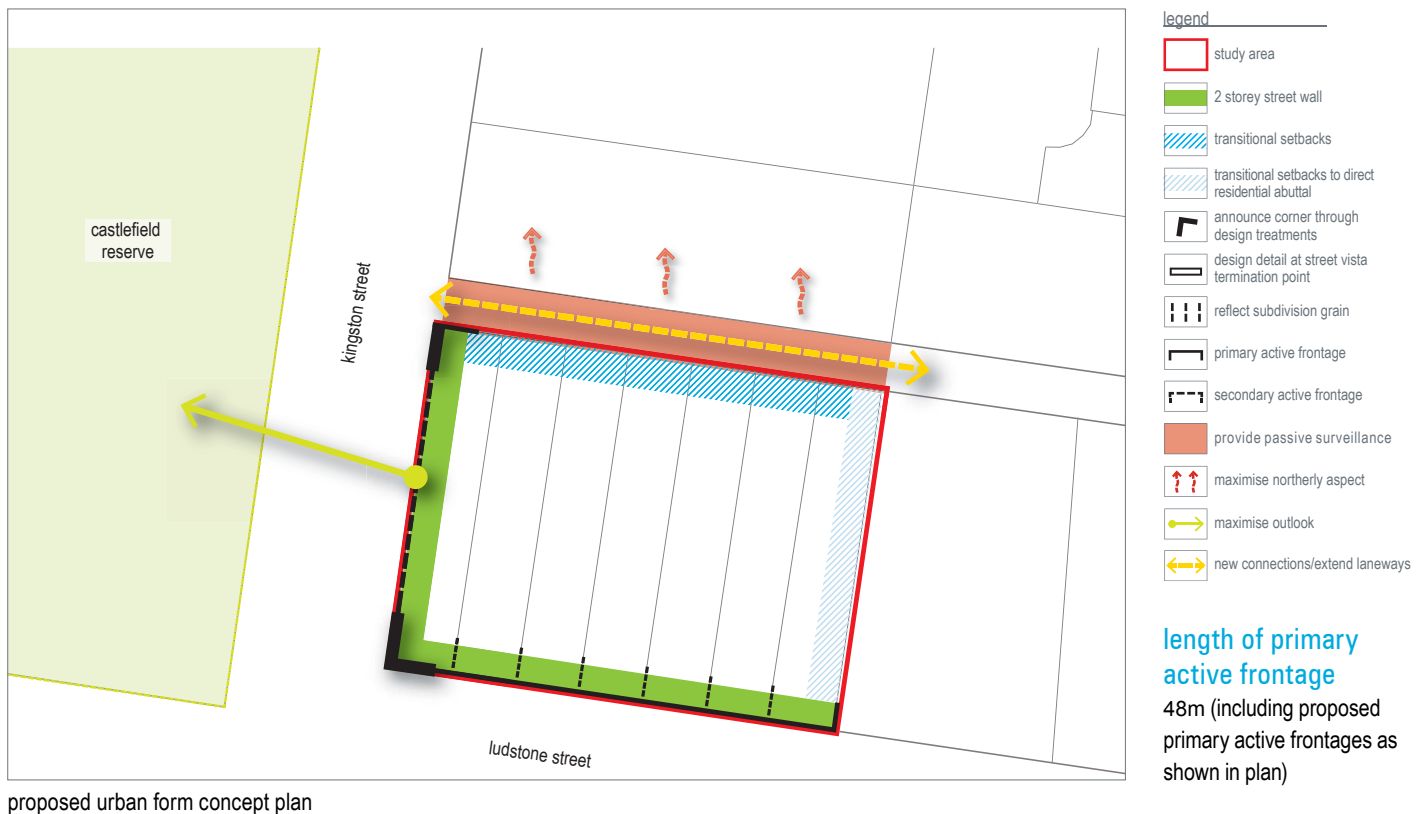 castlefield
reserve
kingston street
ludstone street
proposed urban form concept plan
legend
study area
2 storey street wall
transitional setbacks
transitional setbacks to direct
residential abuttal
announce corner through
design treatments
design detail at street vista
termination point
reflect subdivision grain
primary active frontage
secondary active frontage
provide passive surveillance
maximise northerly aspect
maximise outlook
new connections/extend laneways
length of primary
active frontage
48m (including proposed
primary active frontages as
shown in plan)